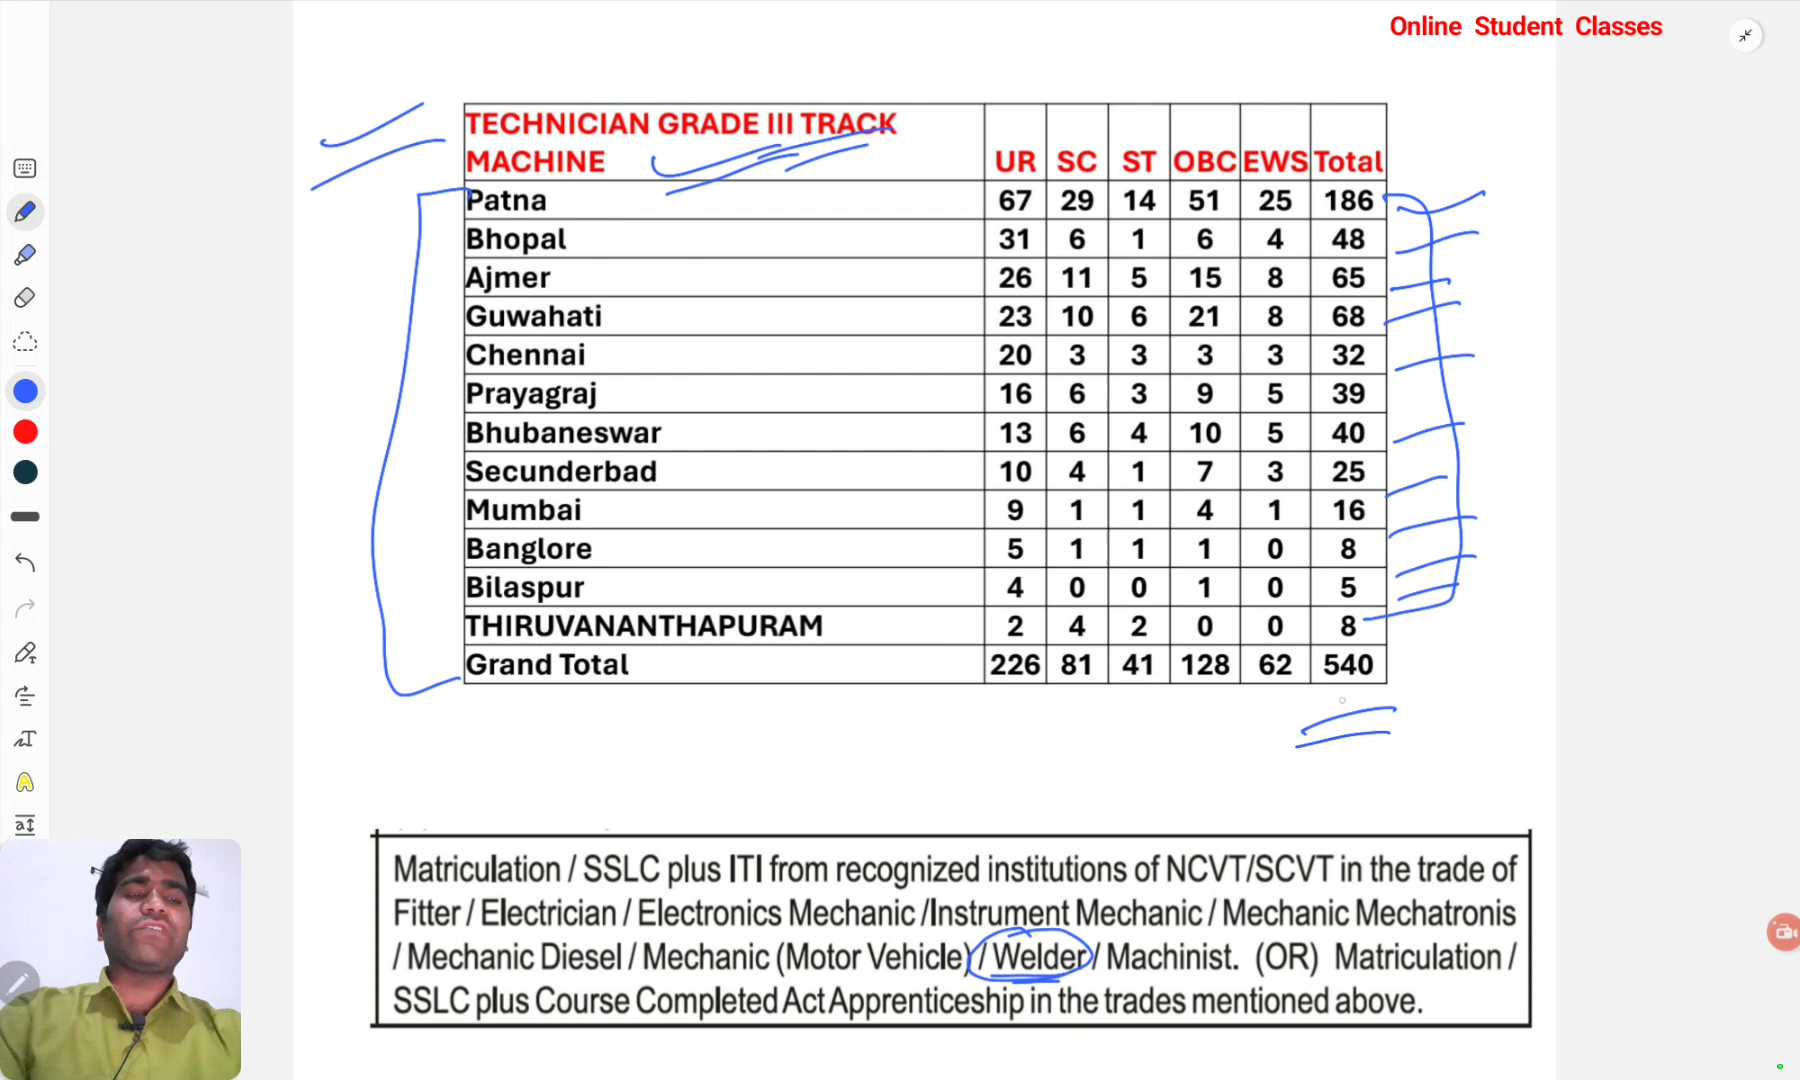 Online Student Classes
TECHNICIAN GRADE III TRACK
MACHINE UR SC ST OBC EWS Total
Patna 67 29 14 51 25 186
Bhopal 31 6 1 6 4 48
Ajmer 26 11 5 15 8 65
Guwahati 23 10 6 21 8 68
Chennai 20 3 3 3 3 32
Prayagraj 16 6 3 9 5 39
Bhubaneswar 13 6 4 10 5 40
Secunderbad 10 4 1 7 3 25
Mumbai 9 1 1 4 1 16
Banglore 5 1 1 1 0 8
Bilaspur 4 0 0 1 0 5
THIRUVANANTHAPURAM 2 4 2 0 0 8
Grand Total 226 81 41 128 62 540
Matriculation / SSLC plus ITI from recognized institutions of NCVT/SCVT in the trade of
Fitter / Electrician / Electronics Mechanic /Instrument Mechanic / Mechanic Mechatronis
/ Mechanic Diesel / Mechanic (Motor Vehicle) / Welder / Machinist. (OR) Matriculation /
SSLC plus Course Completed Act Apprenticeship in the trades mentioned above.